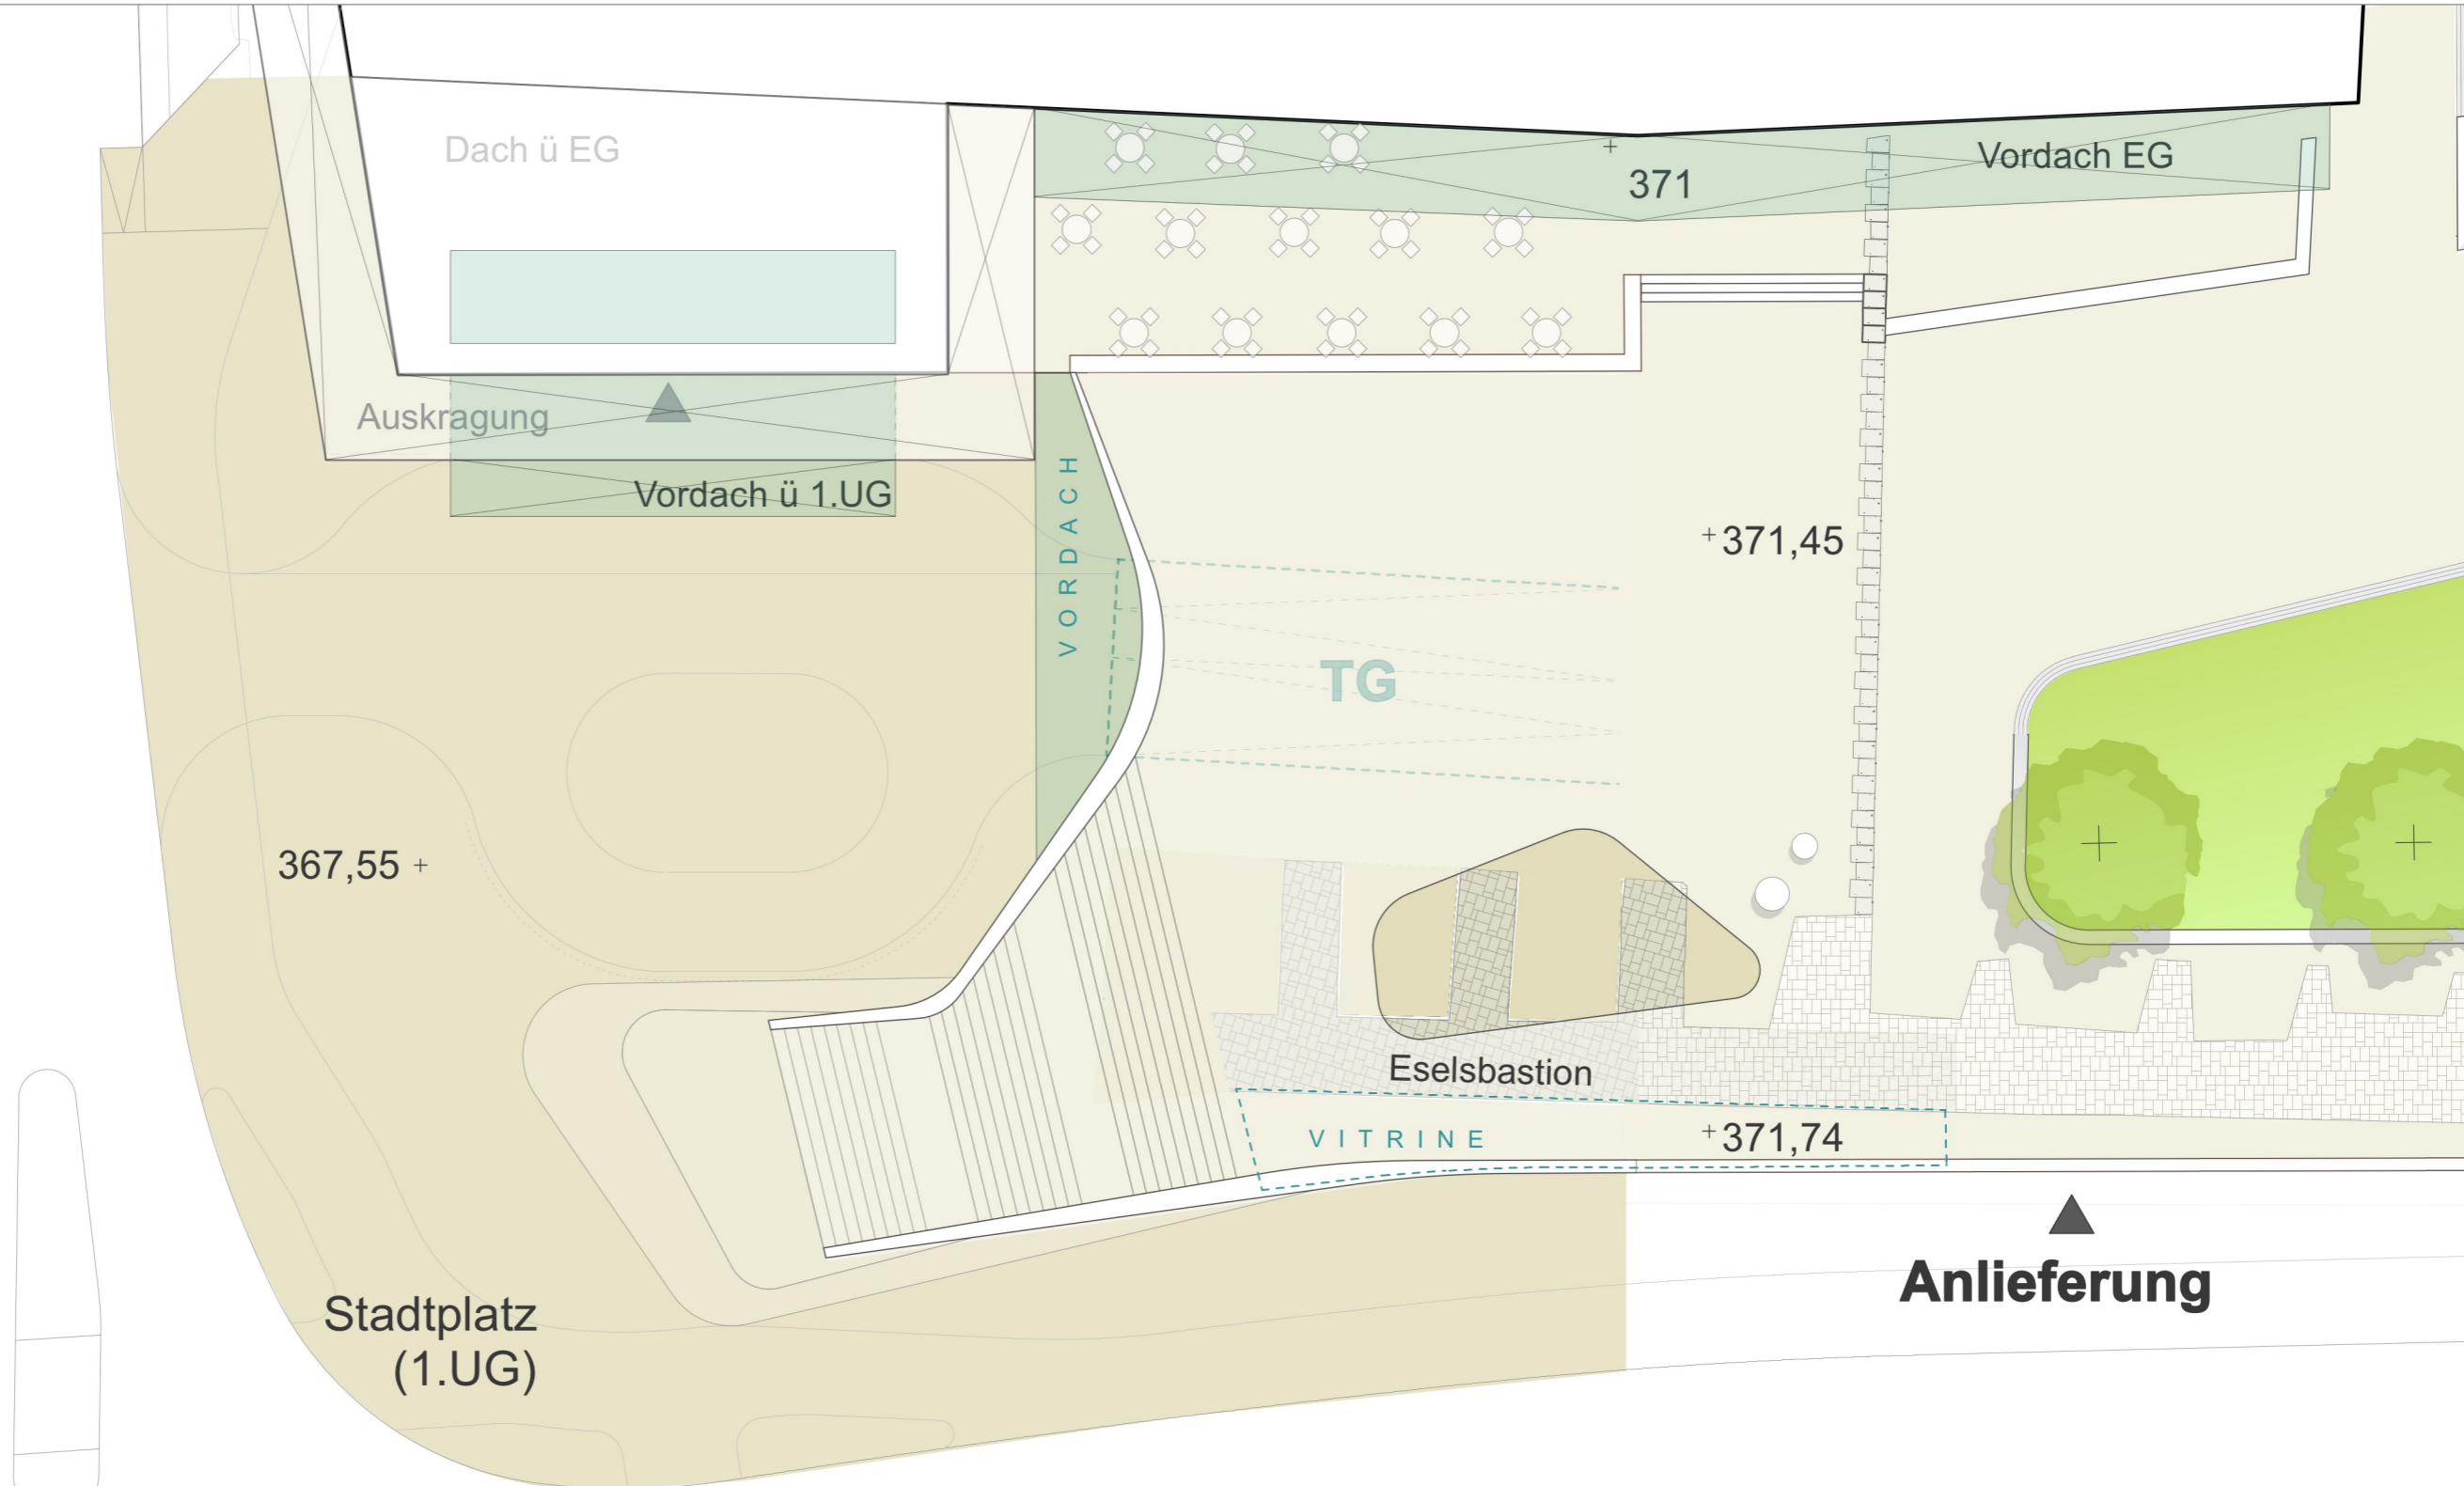 Dach ü EG
371
Vordach EG
Auskragung
Vordach ü 1.UG
VORDACH
371,45
TG
367,55
Eselsbastion
VITRINE
371,74
Anlieferung
Stadtplatz
(1.UG)